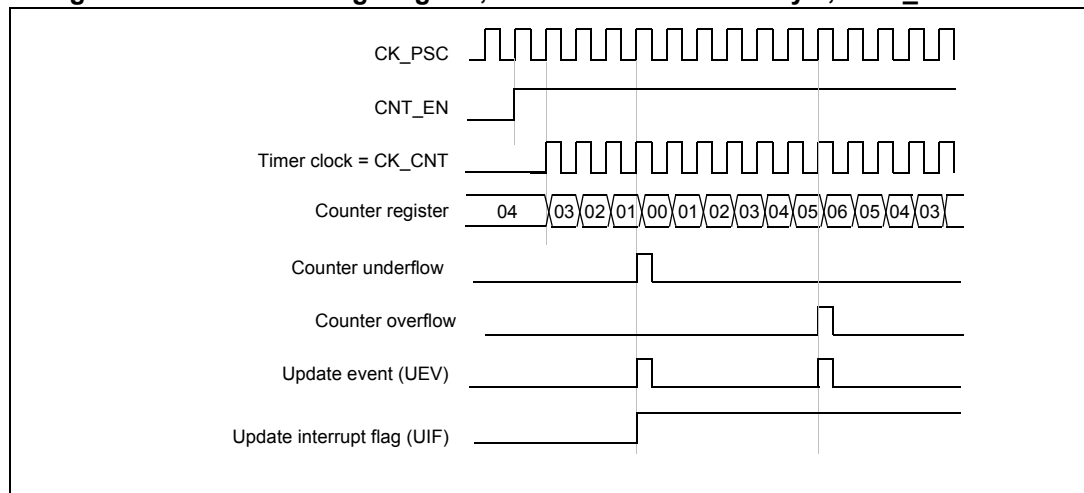 CK_PSC
CNT_EN
Timer clock = CK_CNT
Counter register 04 03 02 01 00 01 02 03 04 05 06 05 04 03
Counter underflow
Counter overflow
Update event (UEV)
Update interrupt flag (UIF)